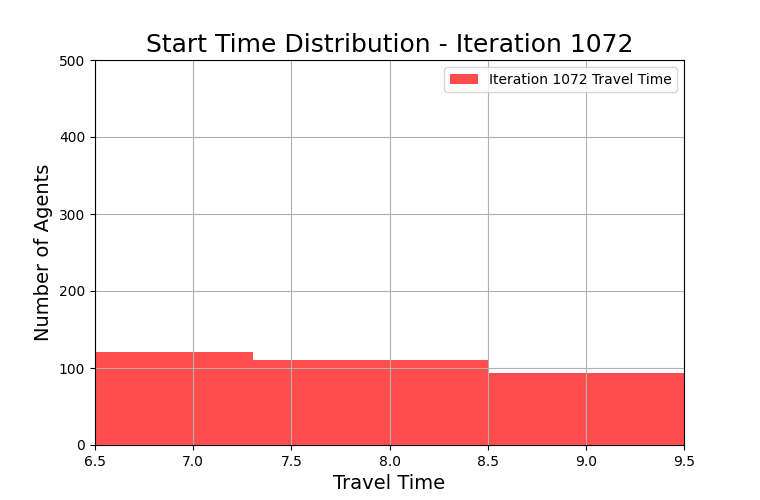 Start Time Distribution - Iteration 1072
Iteration 1072 Travel Time
Number of Agents
500
400
300
200
100
0
6.5 7.0 7.5 8.0 8.5 9.0 9.5
Travel Time